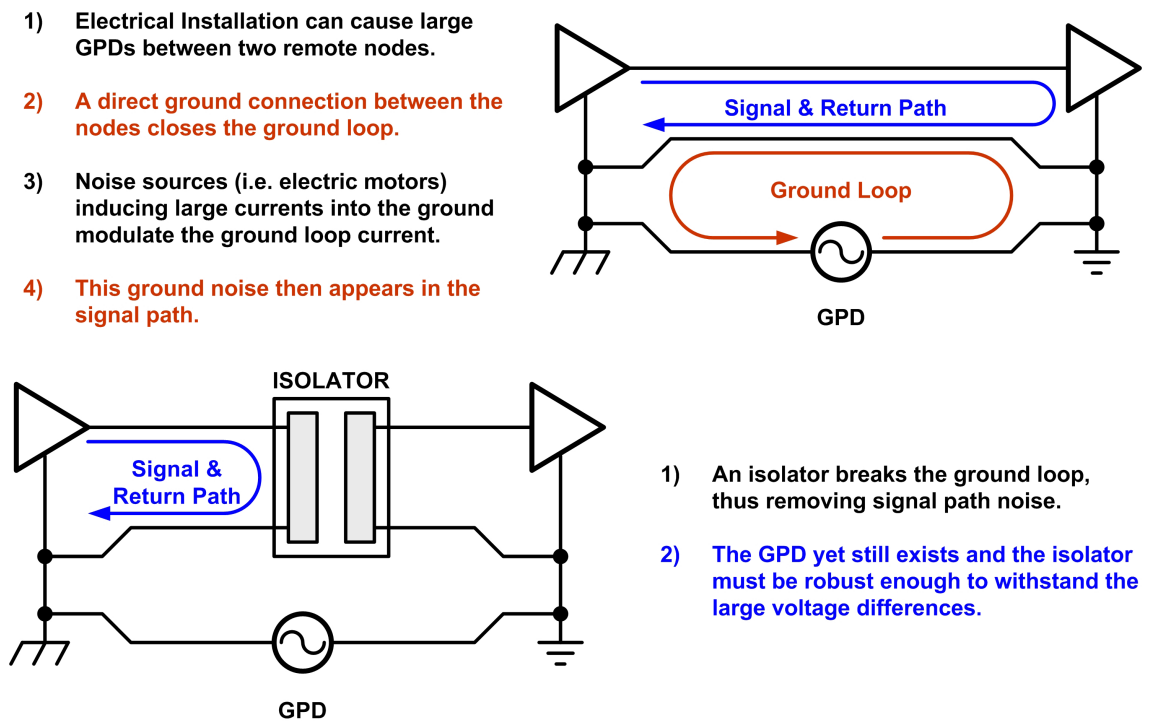 1) Electrical Installation can cause large
GPDs between two remote nodes.
2) A direct ground connection between the
nodes closes the ground loop.
3) Noise sources (i.e. electric motors)
inducing large currents into the ground
modulate the ground loop current.
4) This ground noise then appears in the
signal path.
Signal & Return Path
Ground Loop
GPD
ISOLATOR
Signal &
Return Path
GPD
1) An isolator breaks the ground loop,
thus removing signal path noise.
2) The GPD yet still exists and the isolator
must be robust enough to withstand the
large voltage differences.